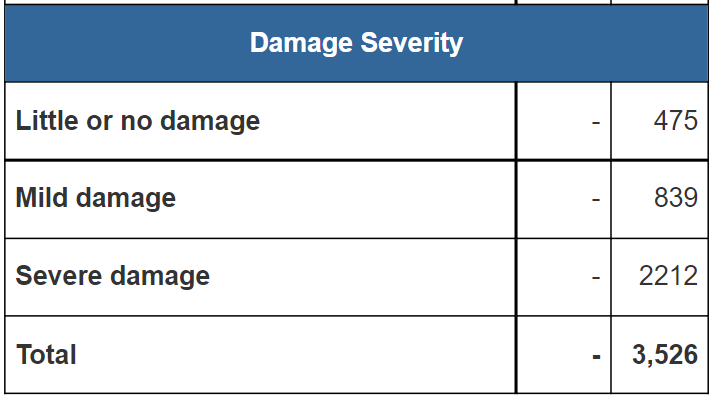 Damage Severity
Little or no damage - 475
Mild damage - 839
Severe damage - 2212
Total - 3,526